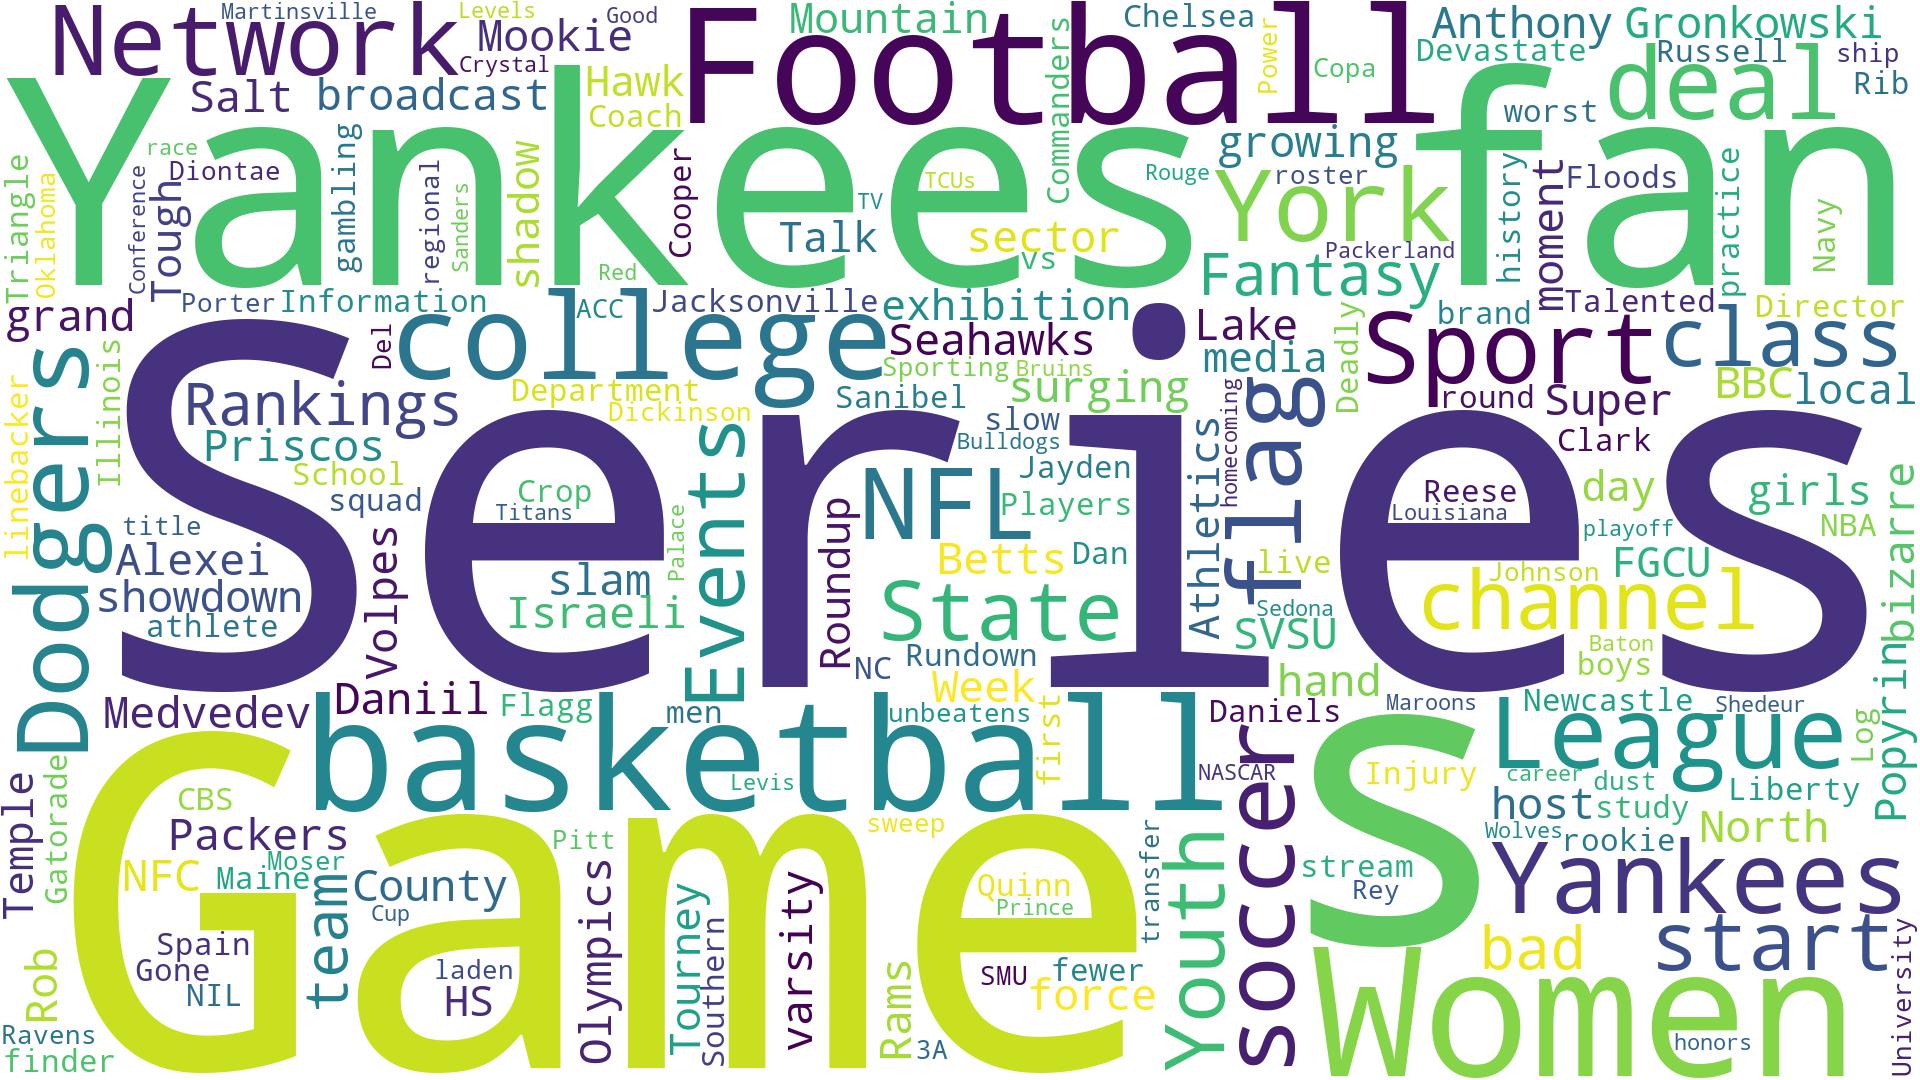 Martinsville
Levels
Good
Network
Mookie
Crystal
Football
Mountain
Chelsea
Anthony
Gronkowski
Devastate
Russell
ship
Rib
Salt
broadcast
Hawk
Coach
Commanders
Power
Copa
deal
worst
Yankees fan
race
Diontae
Triangle
Oklahoma
Conference
Tough
gambling
regional
Sanders
shadow
Cooper
Red
TV
TCUs
Talk
sector
vs
Rouge
growing
York
roster
Packerland
Fantasy
history
moment
Floods
practice
Navy
grand
Porter
Information
ACC
Jacksonville
exhibition
Talented
Director
brand
college
Del
Seahawks
Lake
media
Deadly
Sport
class
Dodgers
Illinois
linebacker
Series
Rankings
Department
Dickinson
Sporting
Bruins
surging
Sanibel
slow
Bulldogs
flag
homecoming
round
Super
BBC
local
Clark
Priscos
School
squad
title
Alexei
showdown
athlete
Volpes
Crop
Titans
slam
Israeli
Palace
Events
Roundup
NFL
Jayden
Players
Betts
Dan
State
Athletics
live
Sedona
SVSU
Reese
Louisiana
day
girls
NBA
playoff
FGCU
Johnson
channel
Baton
boys
Popyrinbizarre
NC
Rundown
Week
hand
Medvedev
Daniil
Flagg
men
unbeatens
first
Daniels
Maroons
Newcastle
Shedeur
Log
basketball
Levis
NASCAR
soccer
s
Injury
League
career
dust
Liberty
host
study
Wolves
rookie
North
Temple
Gatorade
CBS
Packers
NFC
Maine
Moser
team
County
Cup
Game
Pitt
sweep
transfer
Youth
stream
Rey
Yankees
Rob
Spain
Gone
NIL
laden
HS
Olympics
Tourney
Southern
varsity
Rams
Quinn
Prince
SMU
fewer
force
3A
bad
start
Women
honors
University
Ravens
finder